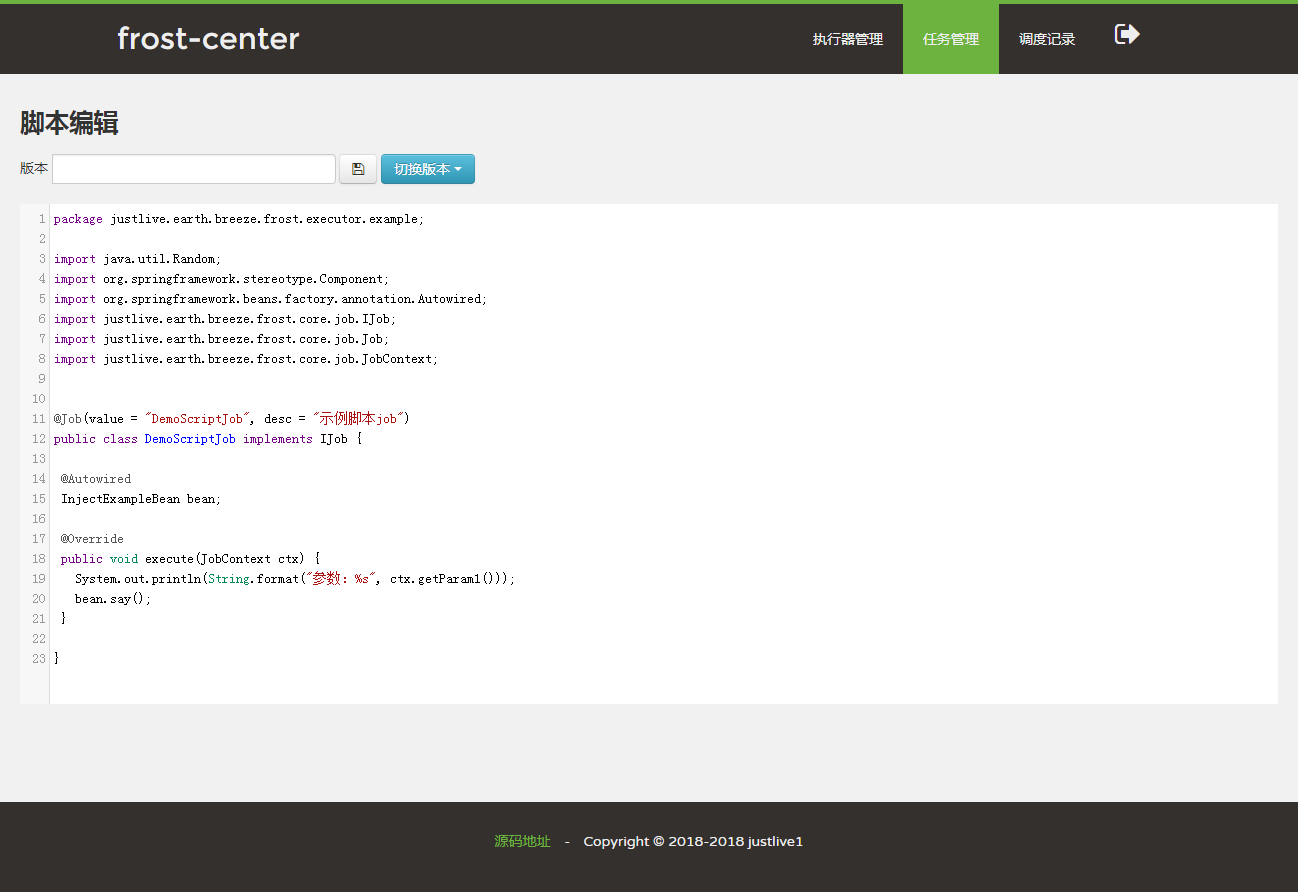 frost-center
执行器管理 任务管理 调度记录
脚本编辑
版本 切换版本
1 package justlive.earth.breeze.frost.executor.example;
2
3 import java.util.Random;
4 import org.springframework.stereotype.Component;
5 import org.springframework.beans.factory.annotation.Autowired;
6 import justlive.earth.breeze.frost.core.job.IJob;
7 import justlive.earth.breeze.frost.core.job.Job;
8 import justlive.earth.breeze.frost.core.job.JobContext;
9
10
11 @Job(value = "DemoScriptJob", desc = "示例脚本job")
12 public class DemoScriptJob implements IJob {
13
14  @Autowired
15  InjectExampleBean bean;
16
17  @Override
18  public void execute(JobContext ctx) {
19    System.out.println(String.format("参数: %s", ctx.getParam1()));
20    bean.say();
21  }
22
23 }
源码地址 - Copyright © 2018-2018 justlive1